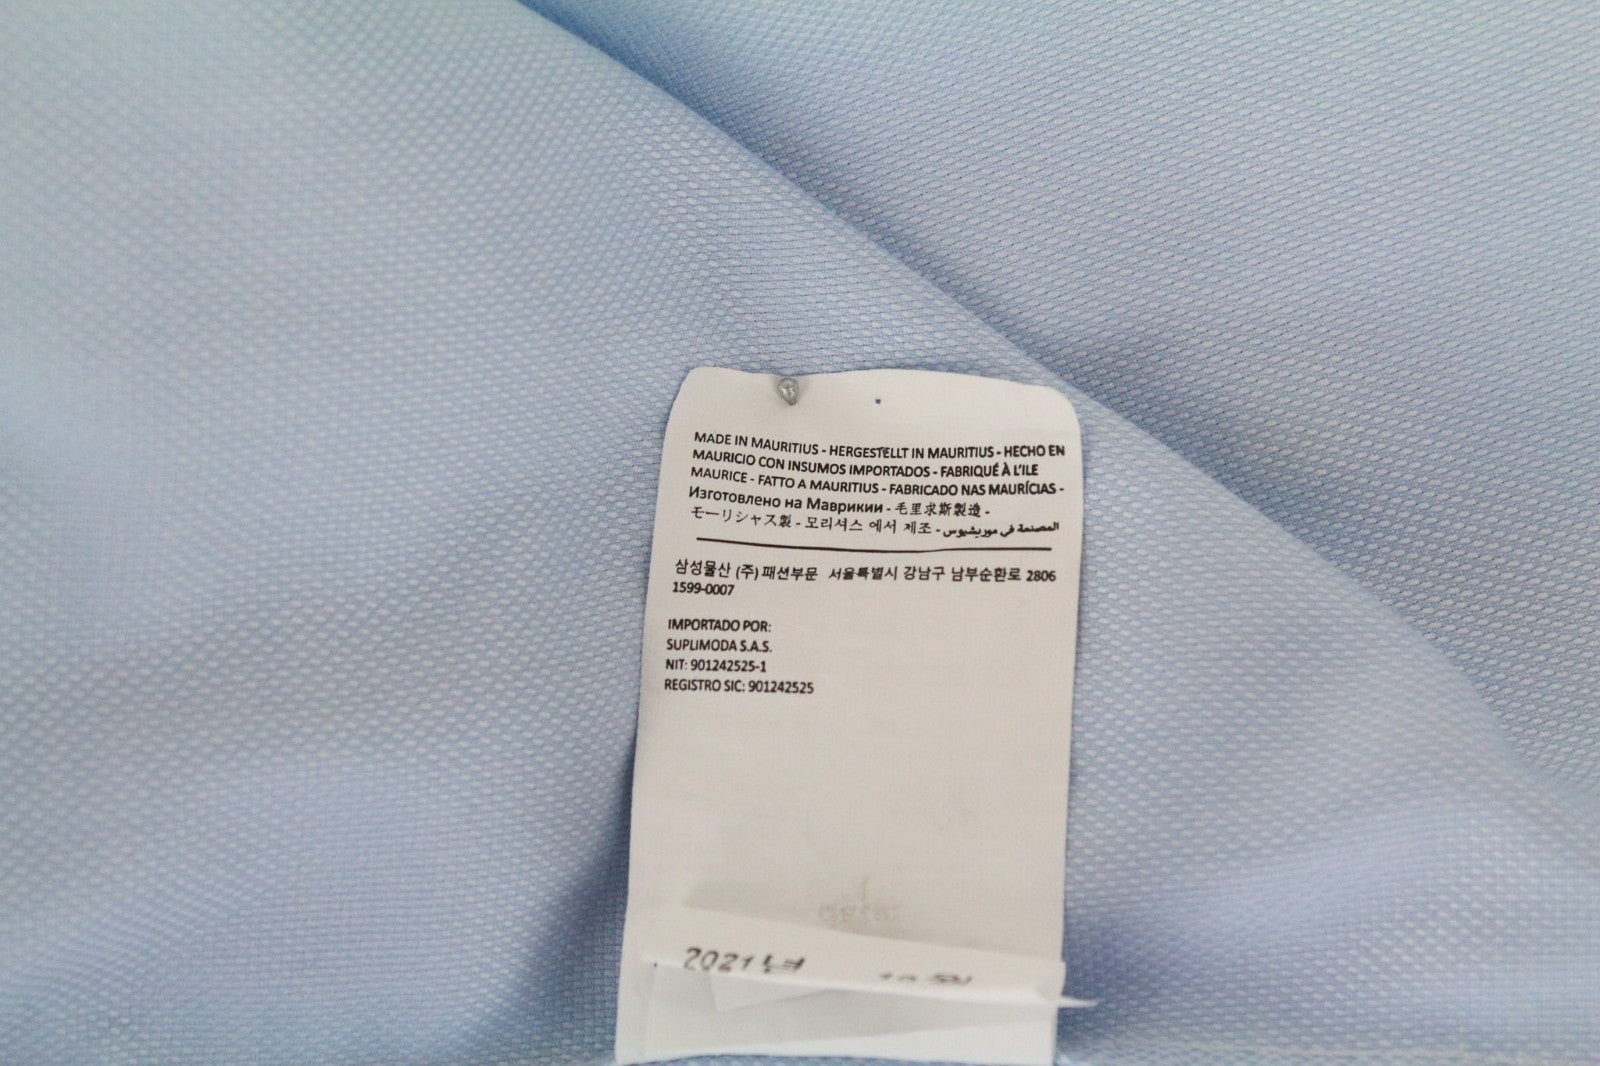 MADE IN MAURITIUS - HERGESTELLT IN MAURITIUS - HECHO EN
MAURICIO CON INSUMOS IMPORTADOS - FABRIQUÉ À L'ILE
MAURICE - FATTO A MAURITIUS - FABRICADO NAS MAURÍCIAS -
Изготовлено на Маврикии - 毛里求斯製造 -
モーリシャス製 - 모리셔스 에서 제조 - المصنعة في موريشيوس
삼성물산 (주) 패션부문 서울특별시 강남구 남부순환로 2806
1599-0007
IMPORTADO POR:
SUPLIMODA S.A.S.
NIT: 901242525-1
REGISTRO SIC: 901242525
2021년